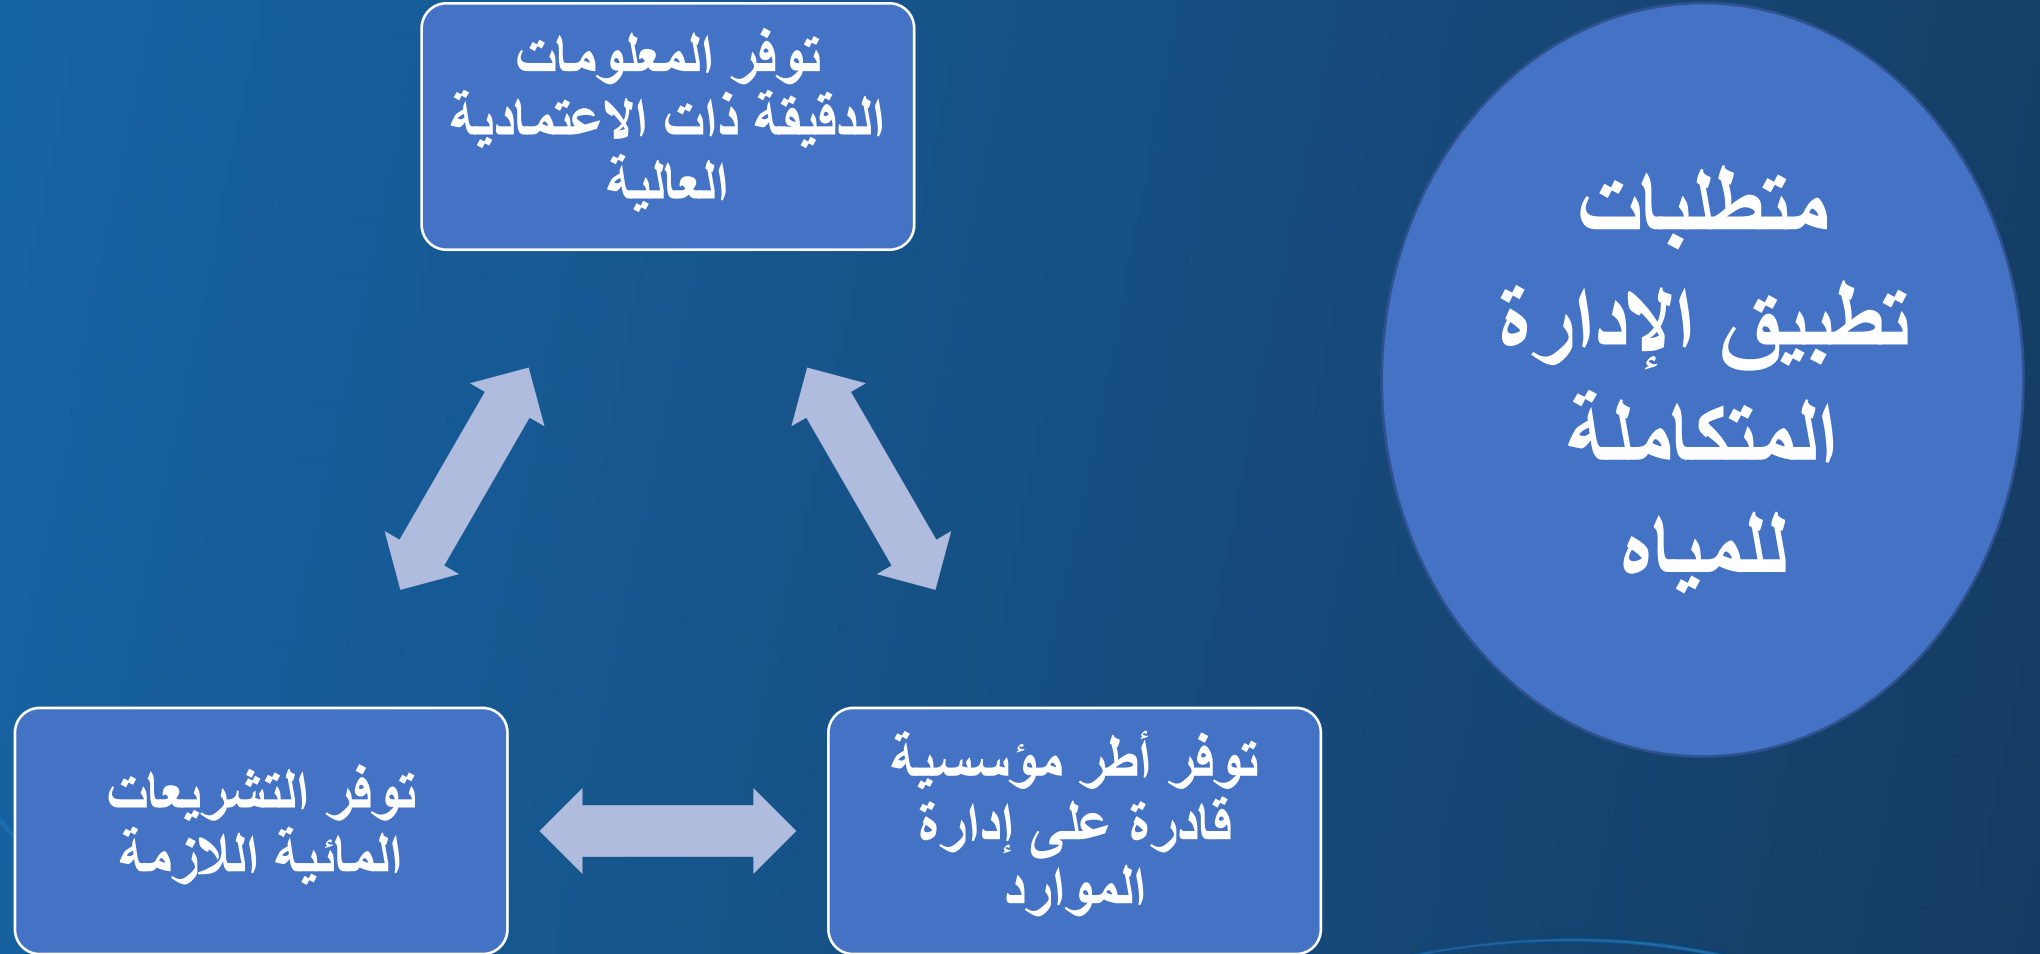 متطلبات
تطبيق الإدارة
المتكاملة
للمياه
توفر المعلومات
الدقيقة ذات الاعتمادية
العالية
توفر أطر مؤسسية
قادرة على إدارة
الموارد
توفر التشريعات
المائية اللازمة